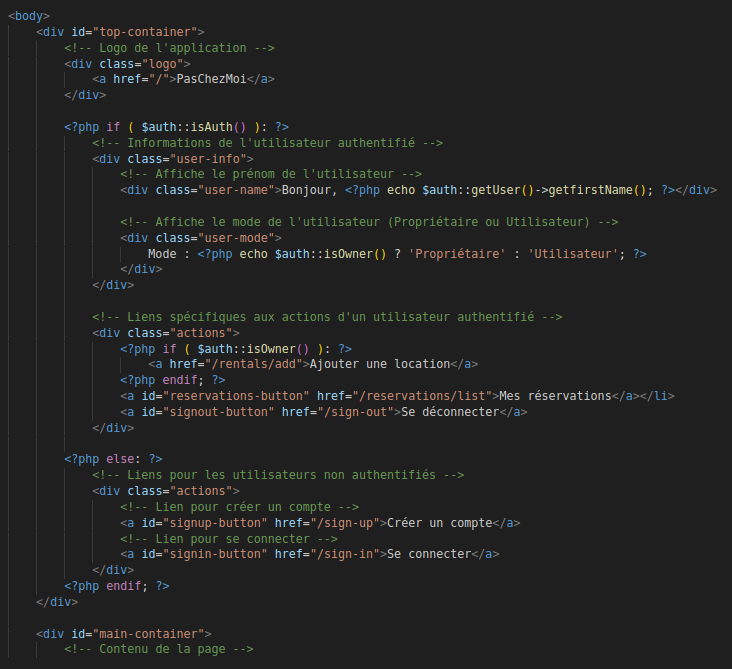 <body>
<div id="top-container">
<!-- Logo de l'application -->
<div class="logo">
<a href="/">PasChezMoi</a>
</div>
<?php if ( $auth::isAuth() ): ?>
<!-- Informations de l'utilisateur authentifié -->
<div class="user-info">
<!-- Affiche le prénom de l'utilisateur -->
<div class="user-name">Bonjour, <?php echo $auth::getUser()->getfirstName(); ?></div>
<!-- Affiche le mode de l'utilisateur (Propriétaire ou Utilisateur) -->
<div class="user-mode">
Mode : <?php echo $auth::isOwner() ? 'Propriétaire' : 'Utilisateur'; ?>
</div>
</div>
<!-- Liens spécifiques aux actions d'un utilisateur authentifié -->
<div class="actions">
<?php if ( $auth::isOwner() ): ?>
<a href="/rentals/add">Ajouter une location</a>
<?php endif; ?>
<a id="reservations-button" href="/reservations/list">Mes réservations</a></li>
<a id="signout-button" href="/sign-out">Se déconnecter</a>
</div>
<?php else: ?>
<!-- Liens pour les utilisateurs non authentifiés -->
<div class="actions">
<!-- Lien pour créer un compte -->
<a id="signup-button" href="/sign-up">Créer un compte</a>
<!-- Lien pour se connecter -->
<a id="signin-button" href="/sign-in">Se connecter</a>
</div>
<?php endif; ?>
</div>
<div id="main-container">
<!-- Contenu de la page -->